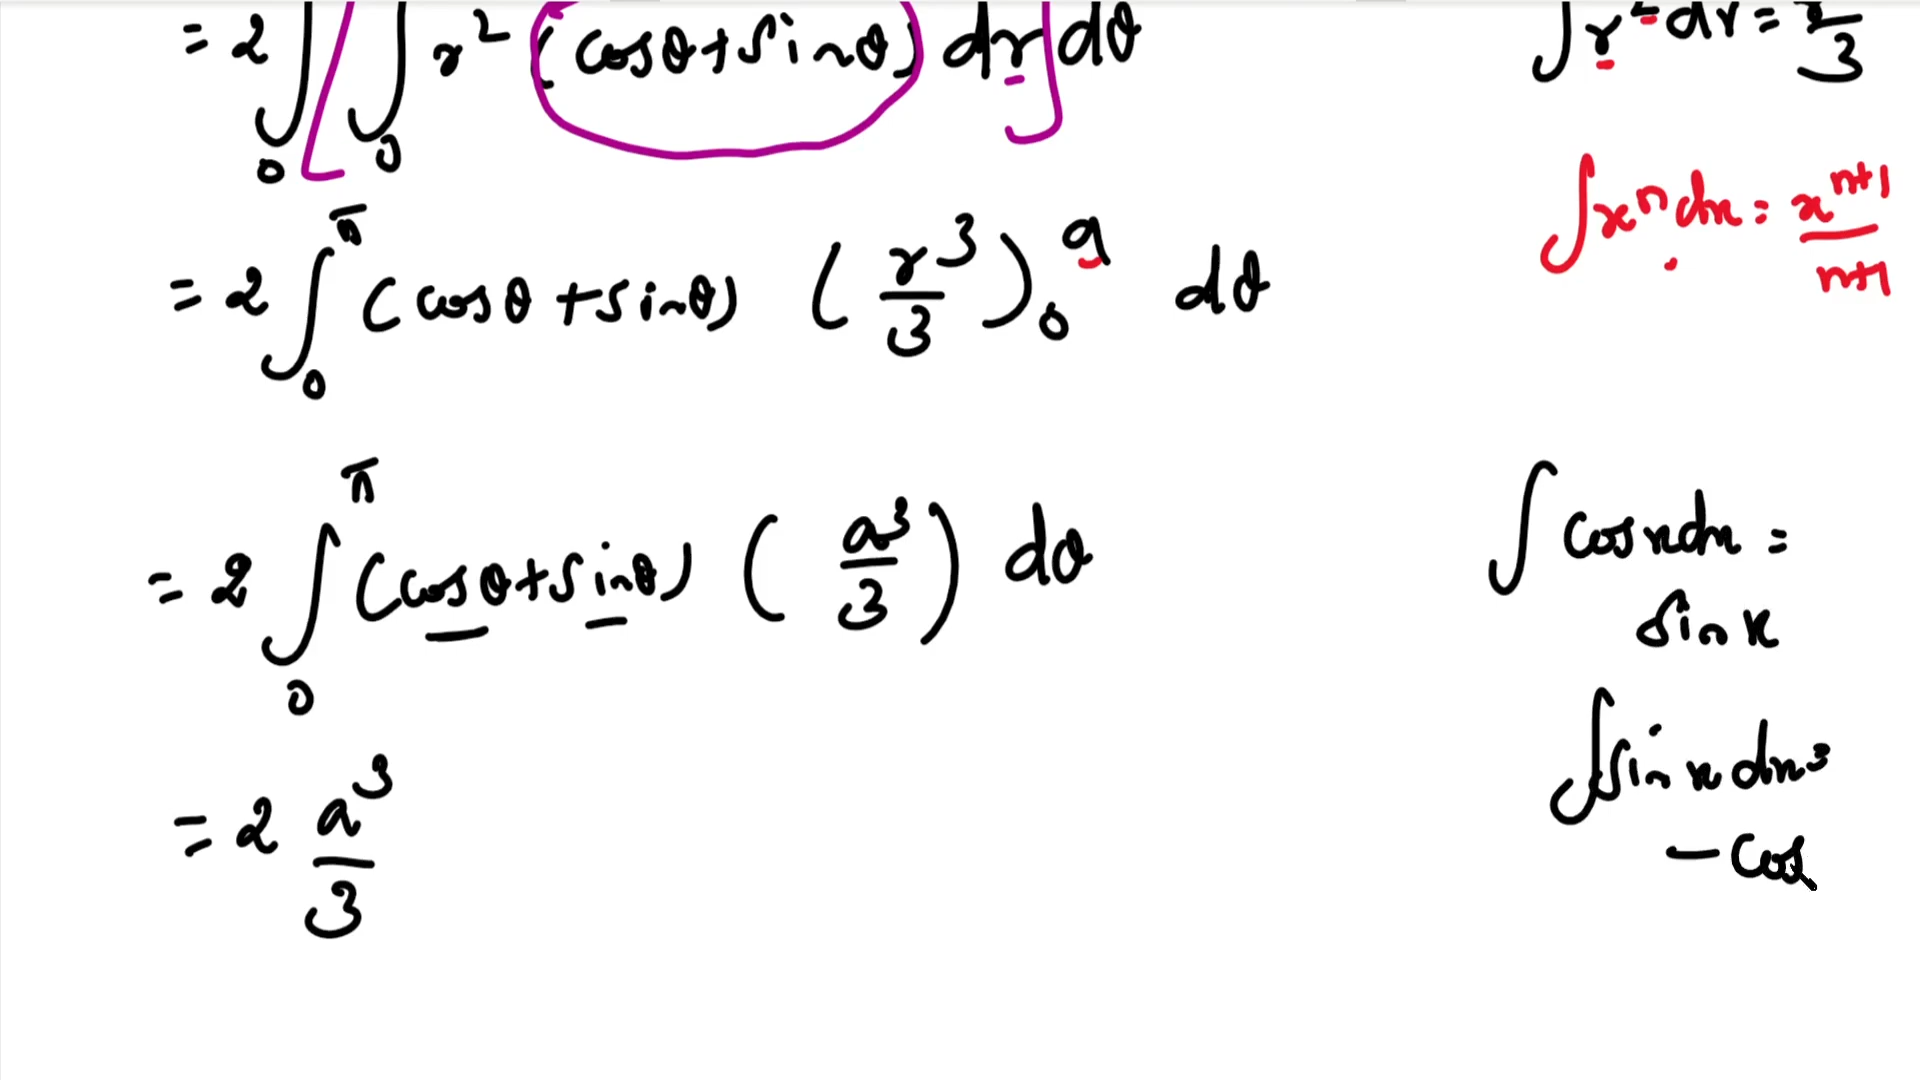 = 2 ∫₀ [ ∫₀ r² (cosθ + sinθ) dr ] dθ
∫ r² dr = r/3
= 2 ∫₀^π (cosθ + sinθ) (r³/3)₀^a dθ
∫ xⁿ dx = xⁿ⁺¹/n+1
= 2 ∫₀^π (cosθ + sinθ) (a³/3) dθ
∫ cosx dx =
sin x
= 2 a³/3
∫ sin x dx =
- cos